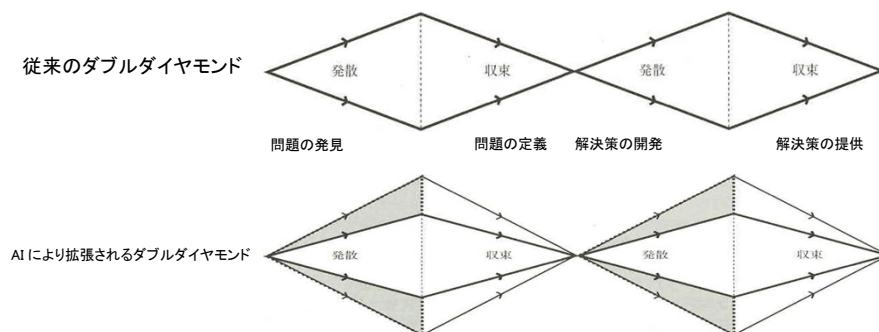 従来のダブルダイヤモンド
発散
収束
発散
収束
問題の発見
問題の定義
解決策の開発
解決策の提供
AIにより拡張されるダブルダイヤモンド
発散
収束
発散
収束